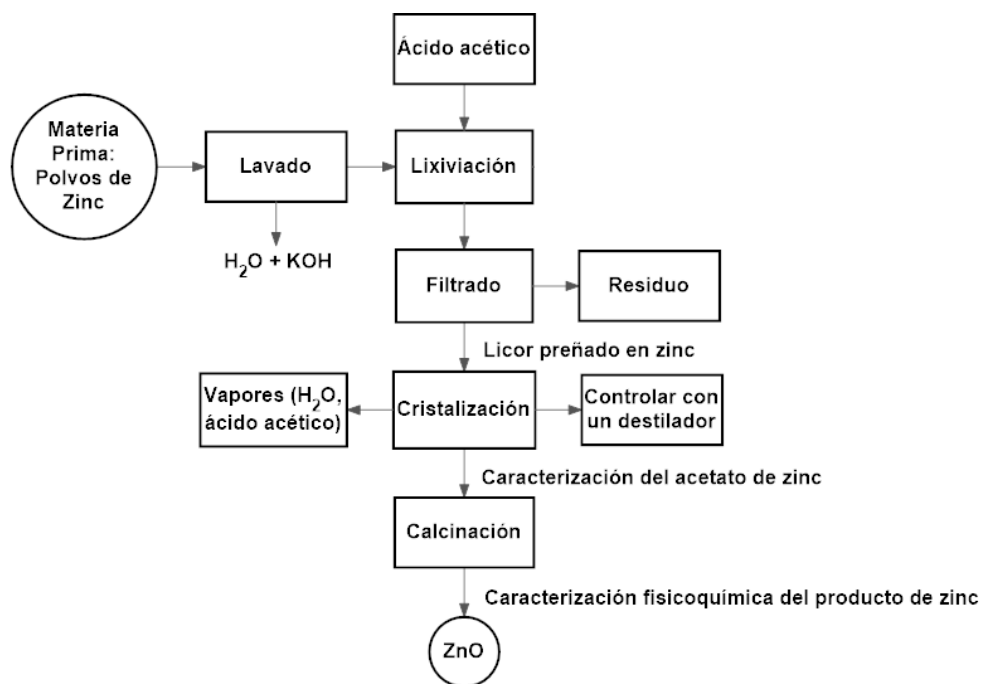 Ácido acético
Materia
Prima:
Polvos de
Zinc
Lavado
Lixiviación
H₂O + KOH
Filtrado
Residuo
Licor preñado en zinc
Vapores (H₂O,
ácido acético)
Cristalización
Controlar con
un destilador
Caracterización del acetato de zinc
Calcinación
Caracterización fisicoquímica del producto de zinc
ZnO